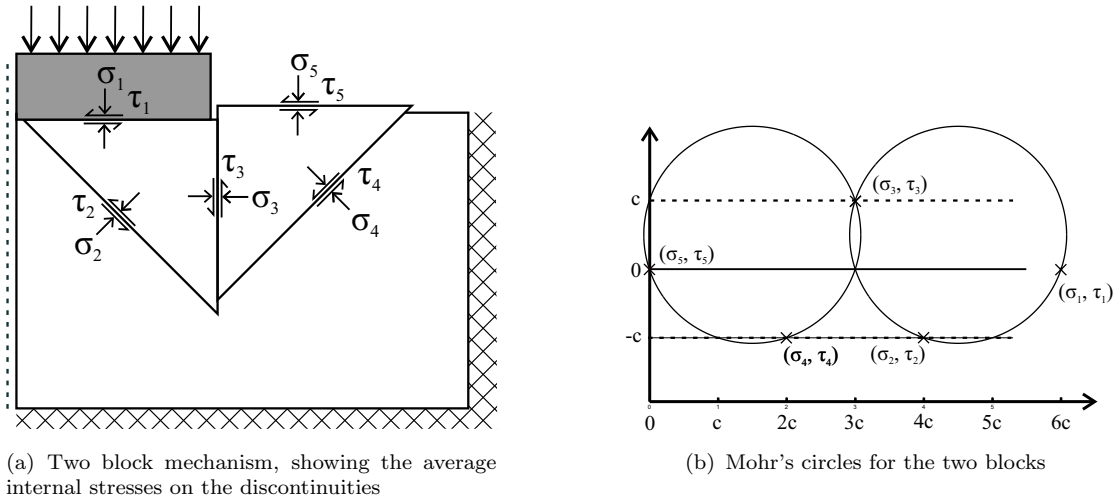 σ1
τ1
σ5
τ5
τ3
σ3
τ2
σ2
τ4
σ4
(a) Two block mechanism, showing the average
internal stresses on the discontinuities
c
(σ3, τ3)
0
(σ5, τ5)
(σ1, τ1)
-c
(σ4, τ4)
(σ2, τ2)
0 c 2c 3c 4c 5c 6c
(b) Mohr's circles for the two blocks